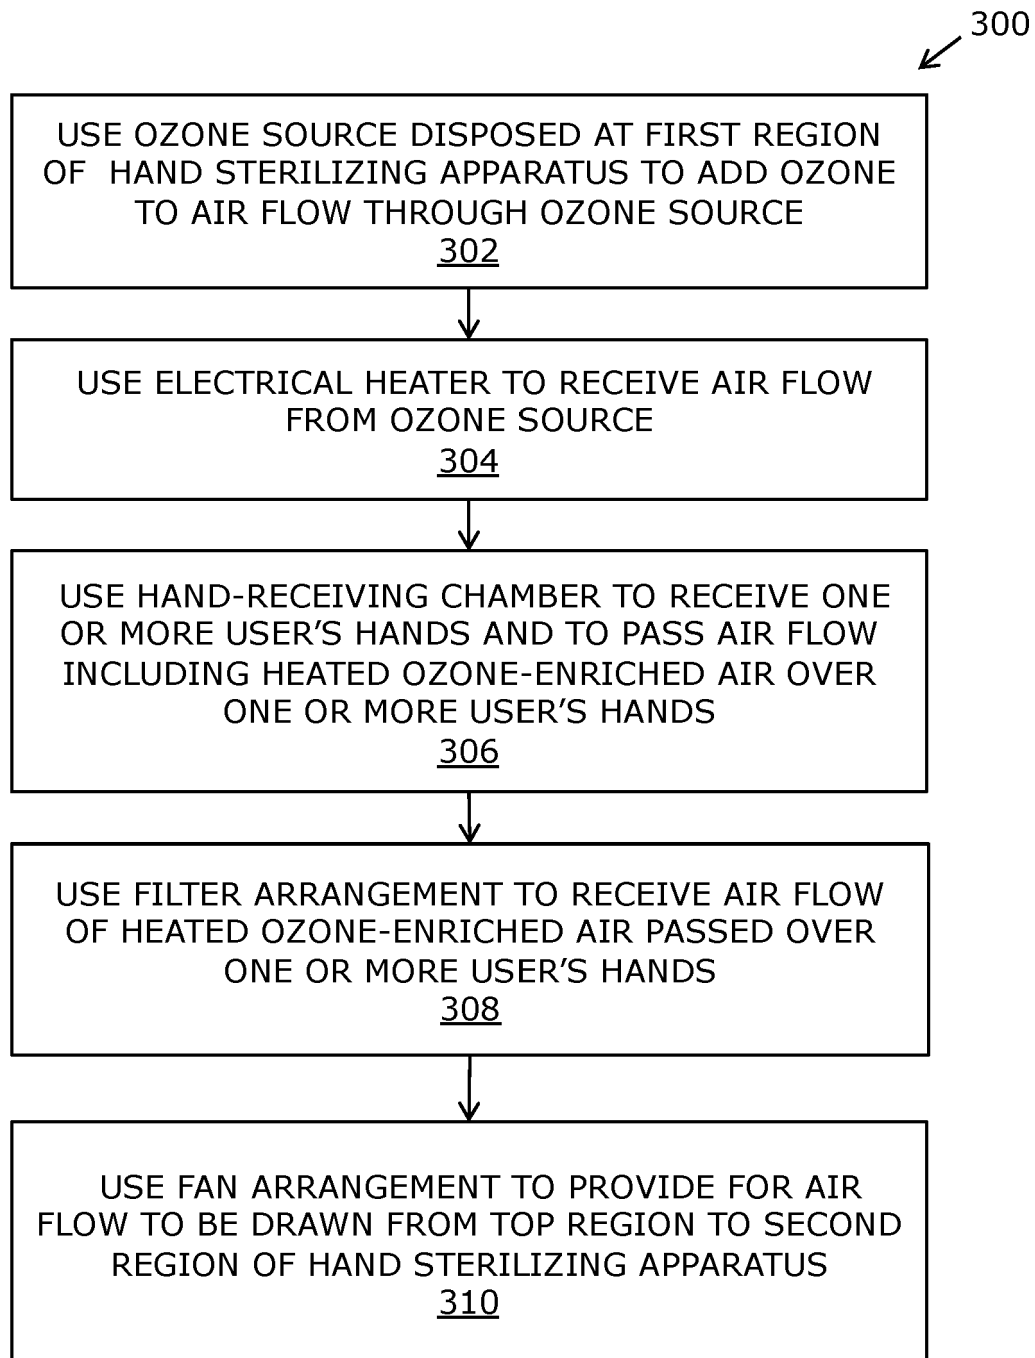 300
USE OZONE SOURCE DISPOSED AT FIRST REGION
OF HAND STERILIZING APPARATUS TO ADD OZONE
TO AIR FLOW THROUGH OZONE SOURCE
302
USE ELECTRICAL HEATER TO RECEIVE AIR FLOW
FROM OZONE SOURCE
304
USE HAND-RECEIVING CHAMBER TO RECEIVE ONE
OR MORE USER'S HANDS AND TO PASS AIR FLOW
INCLUDING HEATED OZONE-ENRICHED AIR OVER
ONE OR MORE USER'S HANDS
306
USE FILTER ARRANGEMENT TO RECEIVE AIR FLOW
OF HEATED OZONE-ENRICHED AIR PASSED OVER
ONE OR MORE USER'S HANDS
308
USE FAN ARRANGEMENT TO PROVIDE FOR AIR
FLOW TO BE DRAWN FROM TOP REGION TO SECOND
REGION OF HAND STERILIZING APPARATUS
310